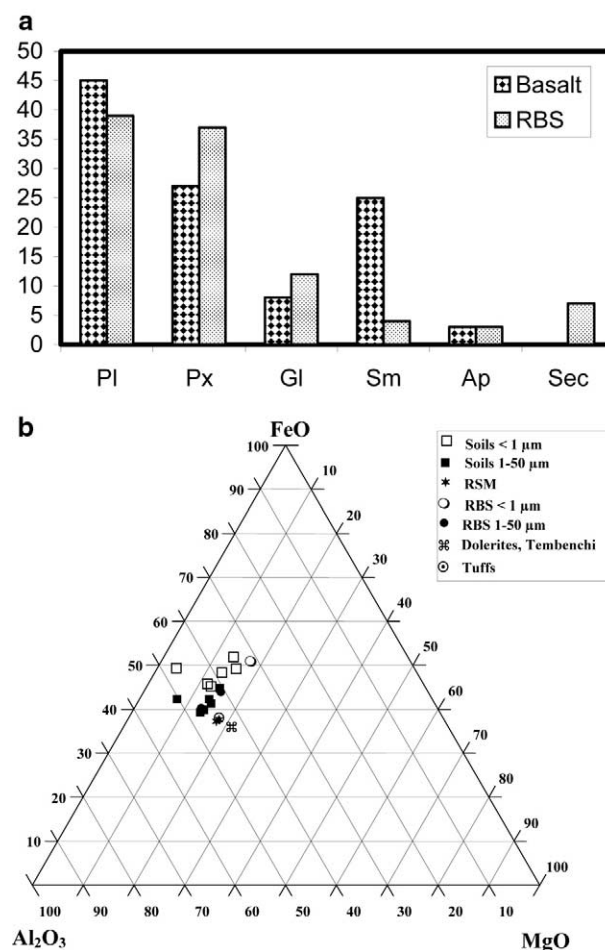 a
50
45
40
35
30
25
20
15
10
5
0
Basalt
RBS
Pl Px Gl Sm Ap Sec
b
FeO
100
90 10
80 20
70 30
60 40
50 50
40 60
30 70
20 80
10 90
100
100 90 80 70 60 50 40 30 20 10
Al₂O₃ MgO
Soils < 1 µm
Soils 1-50 µm
RSM
RBS < 1 µm
RBS 1-50 µm
Dolerites, Tembenchi
Tuffs